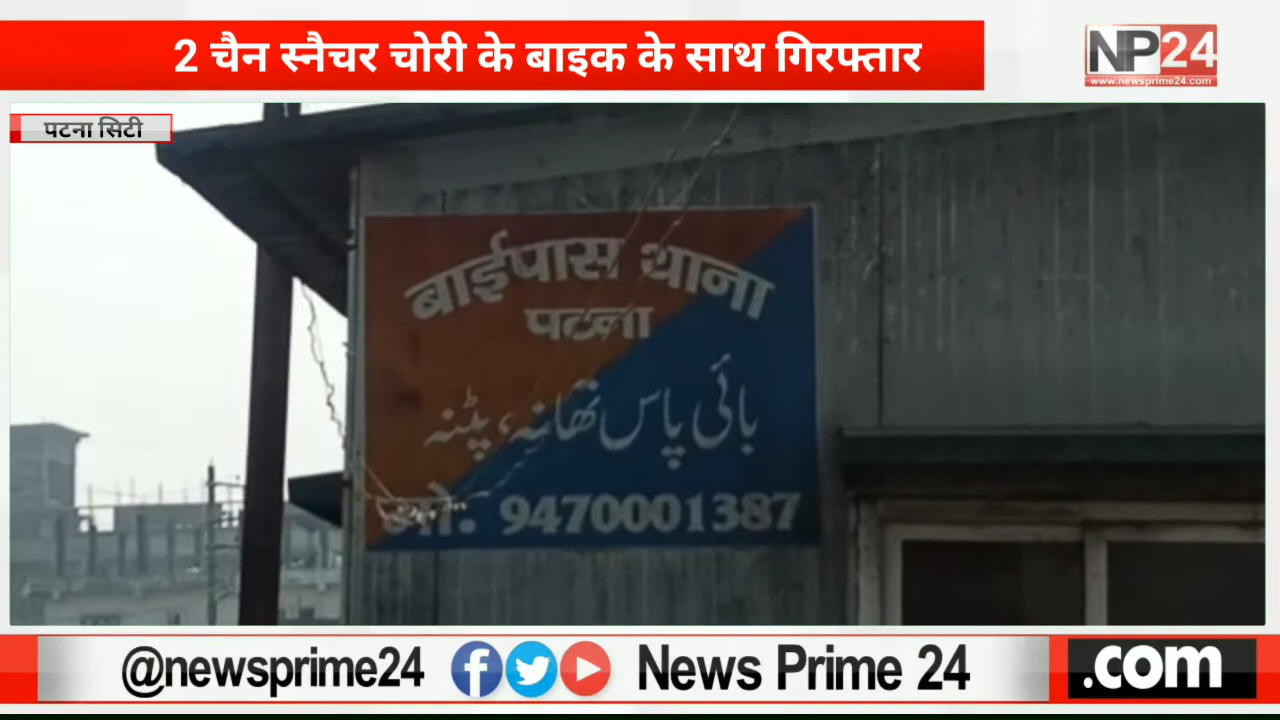 2 चैन स्नैचर चोरी के बाइक के साथ गिरफ्तार
NP24
www.newsprime24.com
पटना सिटी
बाईपास थाना
पटना
بائی پاس تھانہ، پٹنہ
मो. 9470001387
@newsprime24 News Prime 24 .com